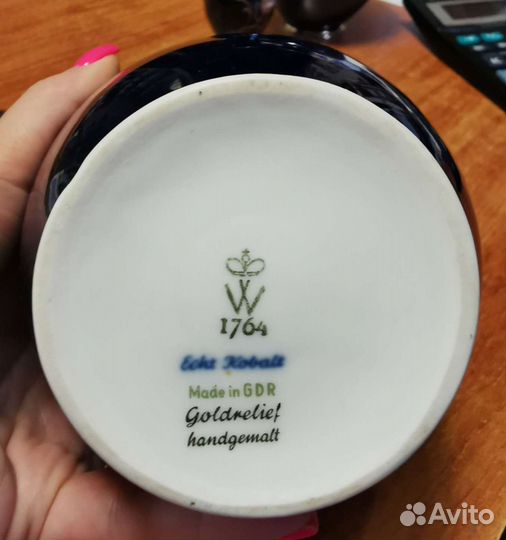 W
1764
Echt Kobalt
Made in GDR
Goldrelief
handgemalt
Avito